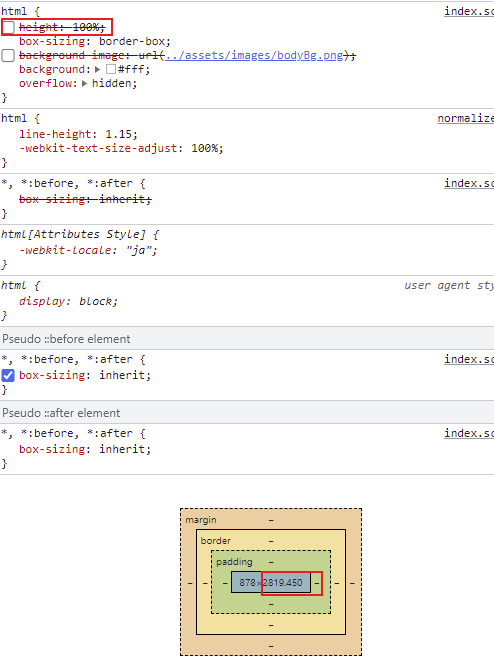 html { index.sc
height: 100%;
box-sizing: border-box;
background-image: url(../assets/images/bodyBg.png);
background: #fff;
overflow: hidden;
}
html { normalize
line-height: 1.15;
-webkit-text-size-adjust: 100%;
}
*, *:before, *:after { index.sc
box-sizing: inherit;
}
html[Attributes Style] {
-webkit-locale: "ja";
}
html { user agent sty
display: block;
}
Pseudo ::before element
*, *:before, *:after { index.sc
box-sizing: inherit;
}
Pseudo ::after element
*, *:before, *:after { index.sc
box-sizing: inherit;
}
margin –
border –
padding –
– – – 878×2819.450 – – –
–
–
–